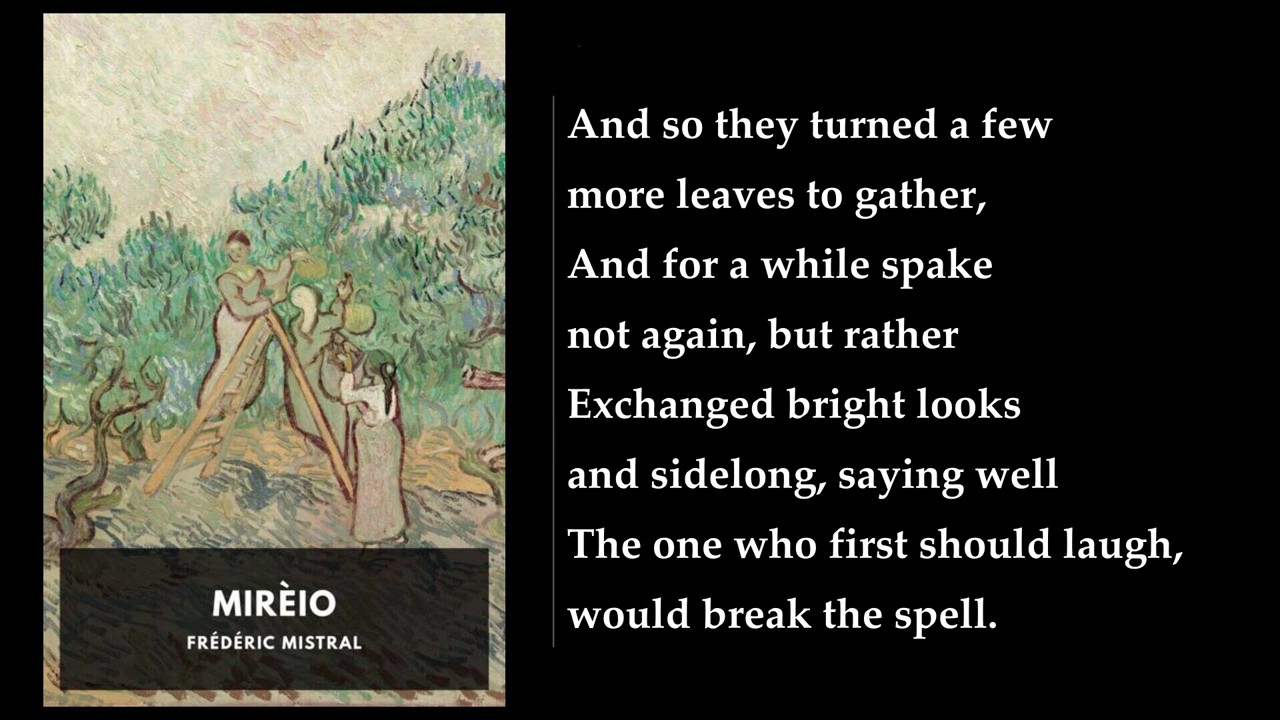 MIRÈIO
FRÉDÉRIC MISTRAL
And so they turned a few
more leaves to gather,
And for a while spake
not again, but rather
Exchanged bright looks
and sidelong, saying well
The one who first should laugh,
would break the spell.